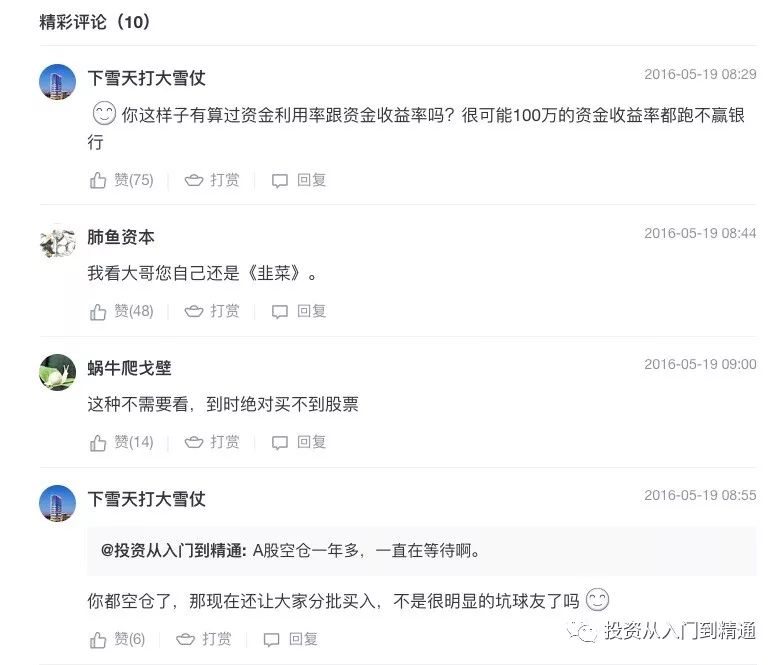 精彩评论（10）
下雪天打大雪仗
2016-05-19 08:29
你这样子有算过资金利用率跟资金收益率吗？很可能100万的资金收益率都跑不赢银
行
赞(75) 打赏 回复
肺鱼资本
2016-05-19 08:44
我看大哥您自己还是《韭菜》。
赞(48) 打赏 回复
蜗牛爬戈壁
2016-05-19 09:00
这种不需要看，到时绝对买不到股票
赞(14) 打赏 回复
下雪天打大雪仗
2016-05-19 08:55
@投资从入门到精通: A股空仓一年多，一直在等待啊。
你都空仓了，那现在还让大家分批买入，不是很明显的坑球友了吗
赞(6) 打赏 回复
投资从入门到精通